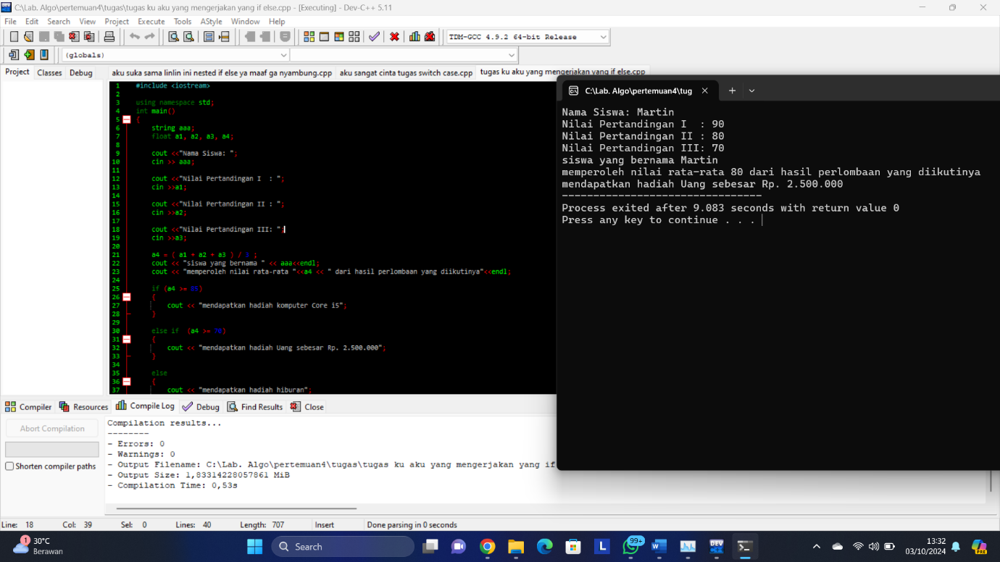 C:\Lab. Algo\pertemuan4\tugas\tugas ku aku yang mengerjakan yang if else.cpp - [Executing] - Dev-C++ 5.11
File Edit Search View Project Execute Tools AStyle Window Help
TDM-GCC 4.9.2 64-bit Release
(globals)
Project Classes Debug
aku suka sama linlin ini nested if else ya maaf ga nyambung.cpp aku sangat cinta tugas switch case.cpp tugas ku aku yang mengerjakan yang if else.cpp
1 #include <iostream>
2
3 using namespace std;
4 int main()
5 {
6 string aaa;
7 float a1, a2, a3, a4;
8
9 cout <<"Nama Siswa: ";
10 cin >> aaa;
11
12 cout <<"Nilai Pertandingan I  : ";
13 cin >>a1;
14
15 cout <<"Nilai Pertandingan II : ";
16 cin >>a2;
17
18 cout <<"Nilai Pertandingan III: ";
19 cin >>a3;
20
21 a4 = ( a1 + a2 + a3 ) / ;
22 cout << "siswa yang bernama " << aaa<<endl;
23 cout << "memperoleh nilai rata-rata "<<a4 << " dari hasil perlombaan yang diikutinya"<<endl;
24
25 if (a4 >= )
26 {
27 cout << "mendapatkan hadiah komputer Core i5";
28 }
29
30 else if  (a4 >= )
31 {
32 cout << "mendapatkan hadiah Uang sebesar Rp. 2.500.000";
33 }
34
35 else
36 {
37 cout << "mendapatkan hadiah hiburan";
C:\Lab. Algo\pertemuan4\tug
Nama Siswa: Martin
Nilai Pertandingan I  : 90
Nilai Pertandingan II : 80
Nilai Pertandingan III: 70
siswa yang bernama Martin
memperoleh nilai rata-rata 80 dari hasil perlombaan yang diikutinya
mendapatkan hadiah Uang sebesar Rp. 2.500.000
--------------------------------
Process exited after 9.083 seconds with return value 0
Press any key to continue . . .
Compiler Resources Compile Log Debug Find Results Close
Abort Compilation
Shorten compiler paths
Compilation results...
--------
- Errors: 0
- Warnings: 0
- Output Filename: C:\Lab. Algo\pertemuan4\tugas\tugas ku aku yang mengerjakan yang if
- Output Size: 1,83314228057861 MiB
- Compilation Time: 0,53s
Line: 18 Col: 39 Sel: 0 Lines: 40 Length: 707 Insert Done parsing in 0 seconds
1
30°C
Berawan
Search
L
99+
W
DEV
PRE
13:32
03/10/2024